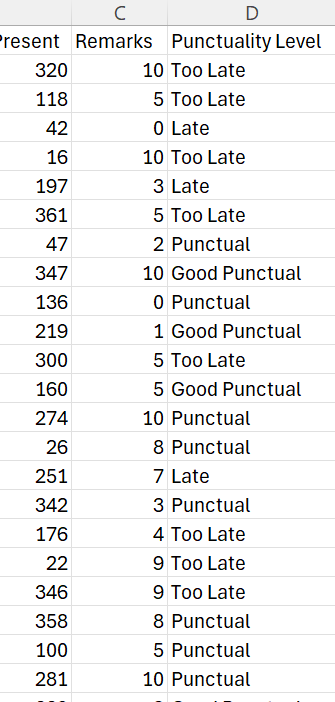 C D
Present Remarks Punctuality Level
320 10 Too Late
118 5 Too Late
42 0 Late
16 10 Too Late
197 3 Late
361 5 Too Late
47 2 Punctual
347 10 Good Punctual
136 0 Punctual
219 1 Good Punctual
300 5 Too Late
160 5 Good Punctual
274 10 Punctual
26 8 Punctual
251 7 Late
342 3 Punctual
176 4 Too Late
22 9 Too Late
346 9 Too Late
358 8 Punctual
100 5 Punctual
281 10 Punctual